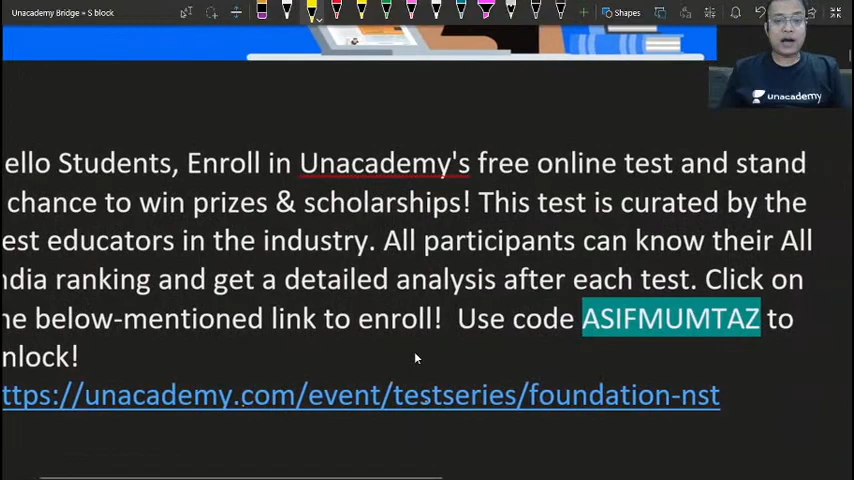 Unacademy Bridge - S block
Shapes
unacademy
ello Students, Enroll in Unacademy's free online test and stand
chance to win prizes & scholarships! This test is curated by the
est educators in the industry. All participants can know their All
ndia ranking and get a detailed analysis after each test. Click on
ne below-mentioned link to enroll! Use code ASIFMUMTAZ to
nlock!
ttps://unacademy.com/event/testseries/foundation-nst